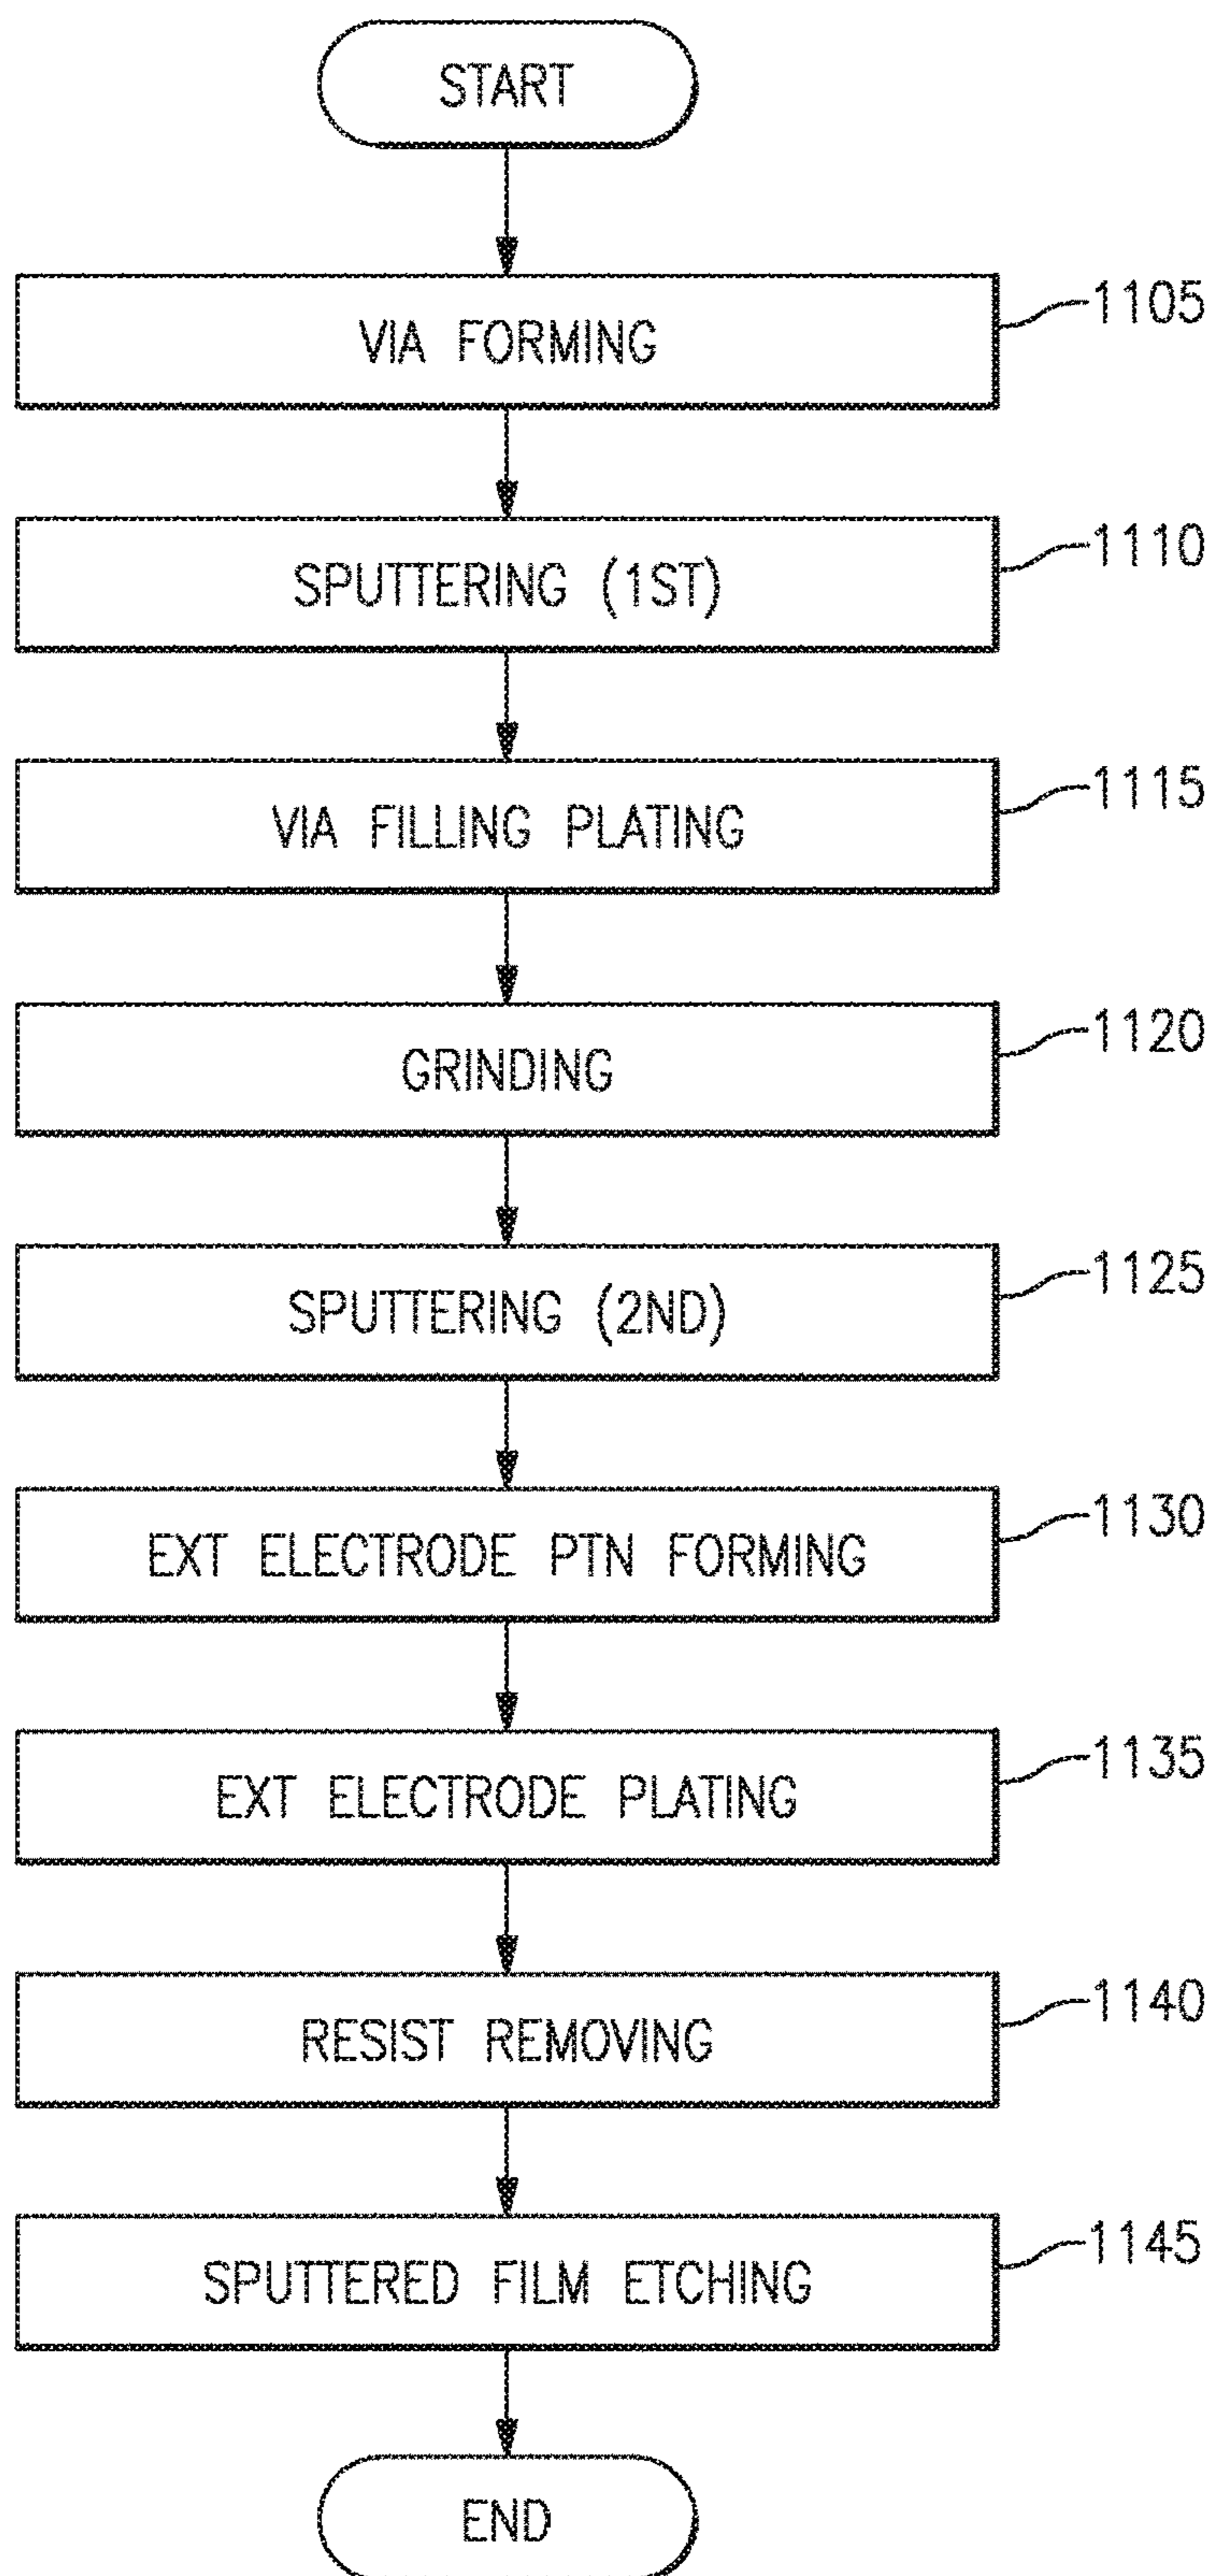 START
VIA FORMING
1105
SPUTTERING (1ST)
1110
VIA FILLING PLATING
1115
GRINDING
1120
SPUTTERING (2ND)
1125
EXT ELECTRODE PTN FORMING
1130
EXT ELECTRODE PLATING
1135
RESIST REMOVING
1140
SPUTTERED FILM ETCHING
1145
END